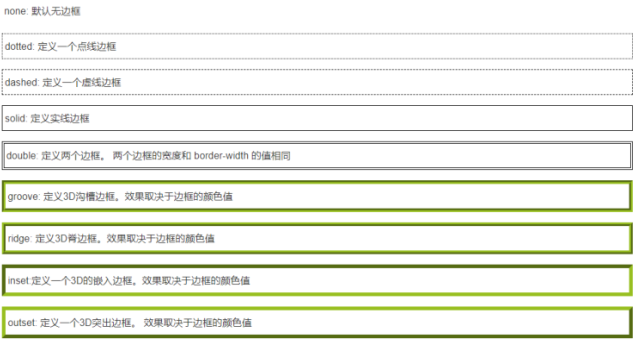 none: 默认无边框
dotted: 定义一个点线边框
dashed: 定义一个虚线边框
solid: 定义实线边框
double: 定义两个边框。 两个边框的宽度和 border-width 的值相同
groove: 定义3D沟槽边框。效果取决于边框的颜色值
ridge: 定义3D脊边框。效果取决于边框的颜色值
inset:定义一个3D的嵌入边框。效果取决于边框的颜色值
outset: 定义一个3D突出边框。 效果取决于边框的颜色值